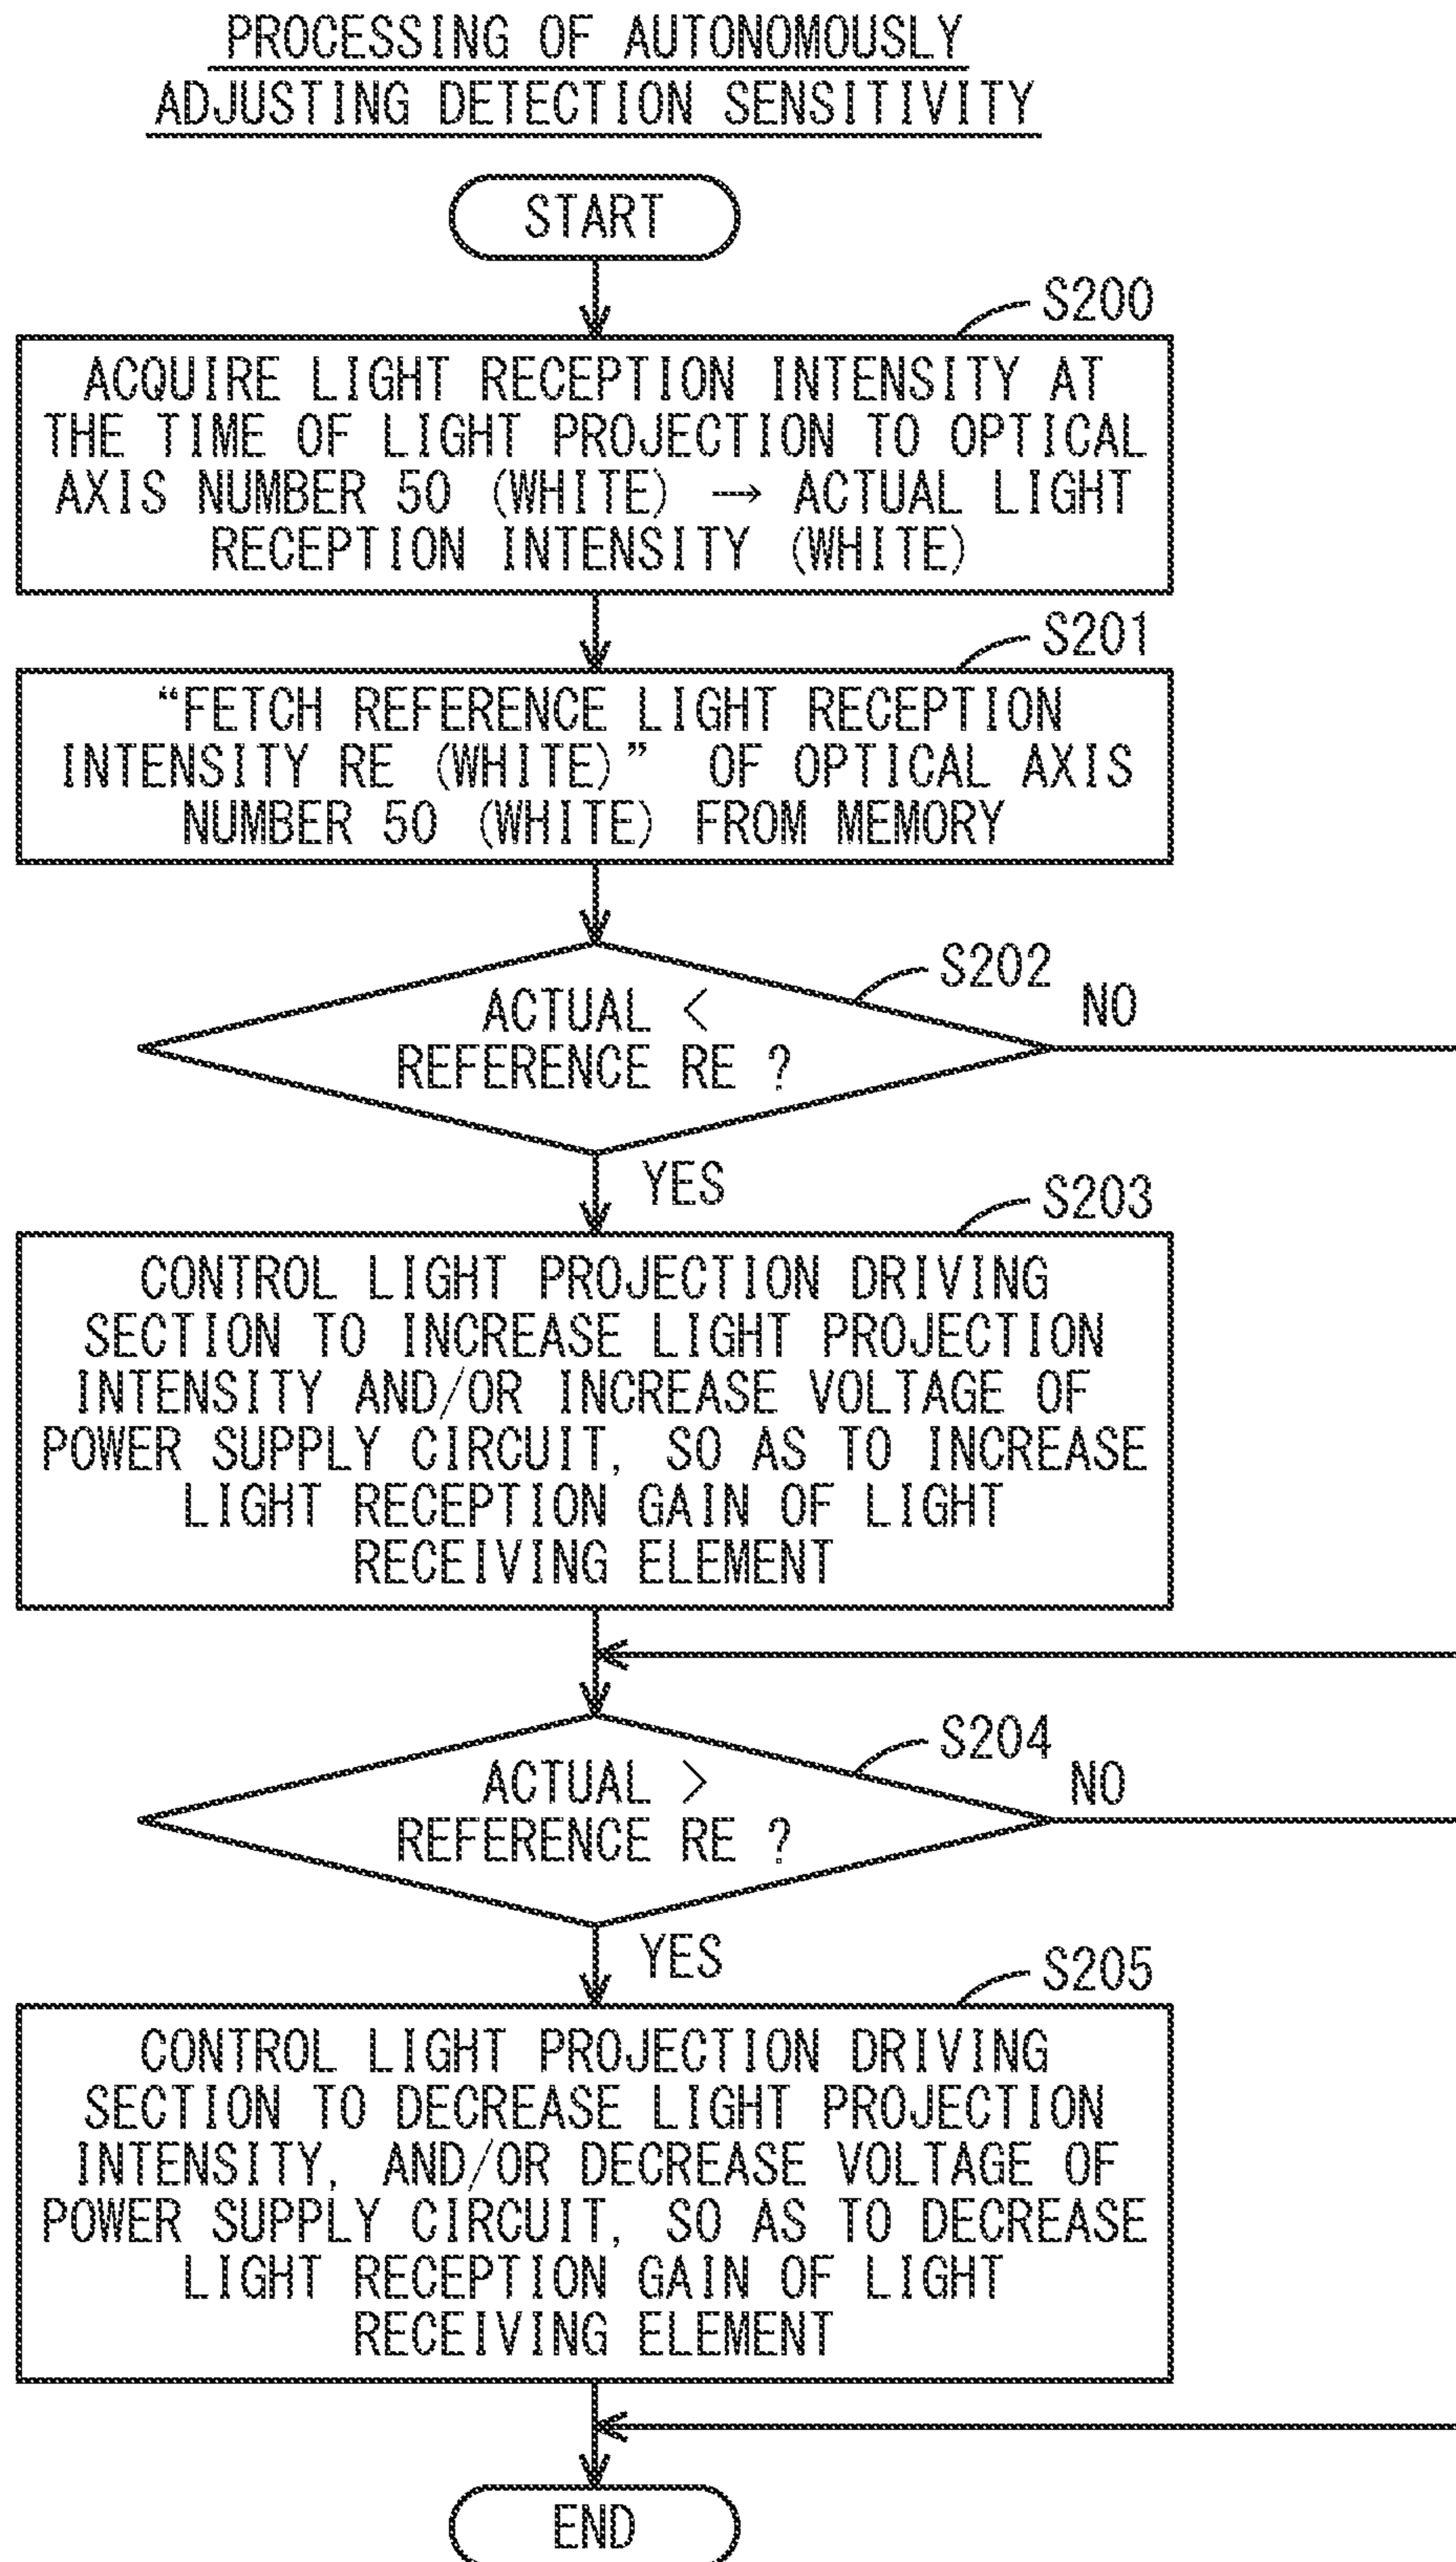 PROCESSING OF AUTONOMOUSLY
ADJUSTING DETECTION SENSITIVITY
START
S200
ACQUIRE LIGHT RECEPTION INTENSITY AT
THE TIME OF LIGHT PROJECTION TO OPTICAL
AXIS NUMBER 50 (WHITE) → ACTUAL LIGHT
RECEPTION INTENSITY (WHITE)
S201
“FETCH REFERENCE LIGHT RECEPTION
INTENSITY RE (WHITE)” OF OPTICAL AXIS
NUMBER 50 (WHITE) FROM MEMORY
S202
NO
ACTUAL <
REFERENCE RE ?
YES
S203
CONTROL LIGHT PROJECTION DRIVING
SECTION TO INCREASE LIGHT PROJECTION
INTENSITY AND/OR INCREASE VOLTAGE OF
POWER SUPPLY CIRCUIT, SO AS TO INCREASE
LIGHT RECEPTION GAIN OF LIGHT
RECEIVING ELEMENT
S204
NO
ACTUAL >
REFERENCE RE ?
YES
S205
CONTROL LIGHT PROJECTION DRIVING
SECTION TO DECREASE LIGHT PROJECTION
INTENSITY, AND/OR DECREASE VOLTAGE OF
POWER SUPPLY CIRCUIT, SO AS TO DECREASE
LIGHT RECEPTION GAIN OF LIGHT
RECEIVING ELEMENT
END